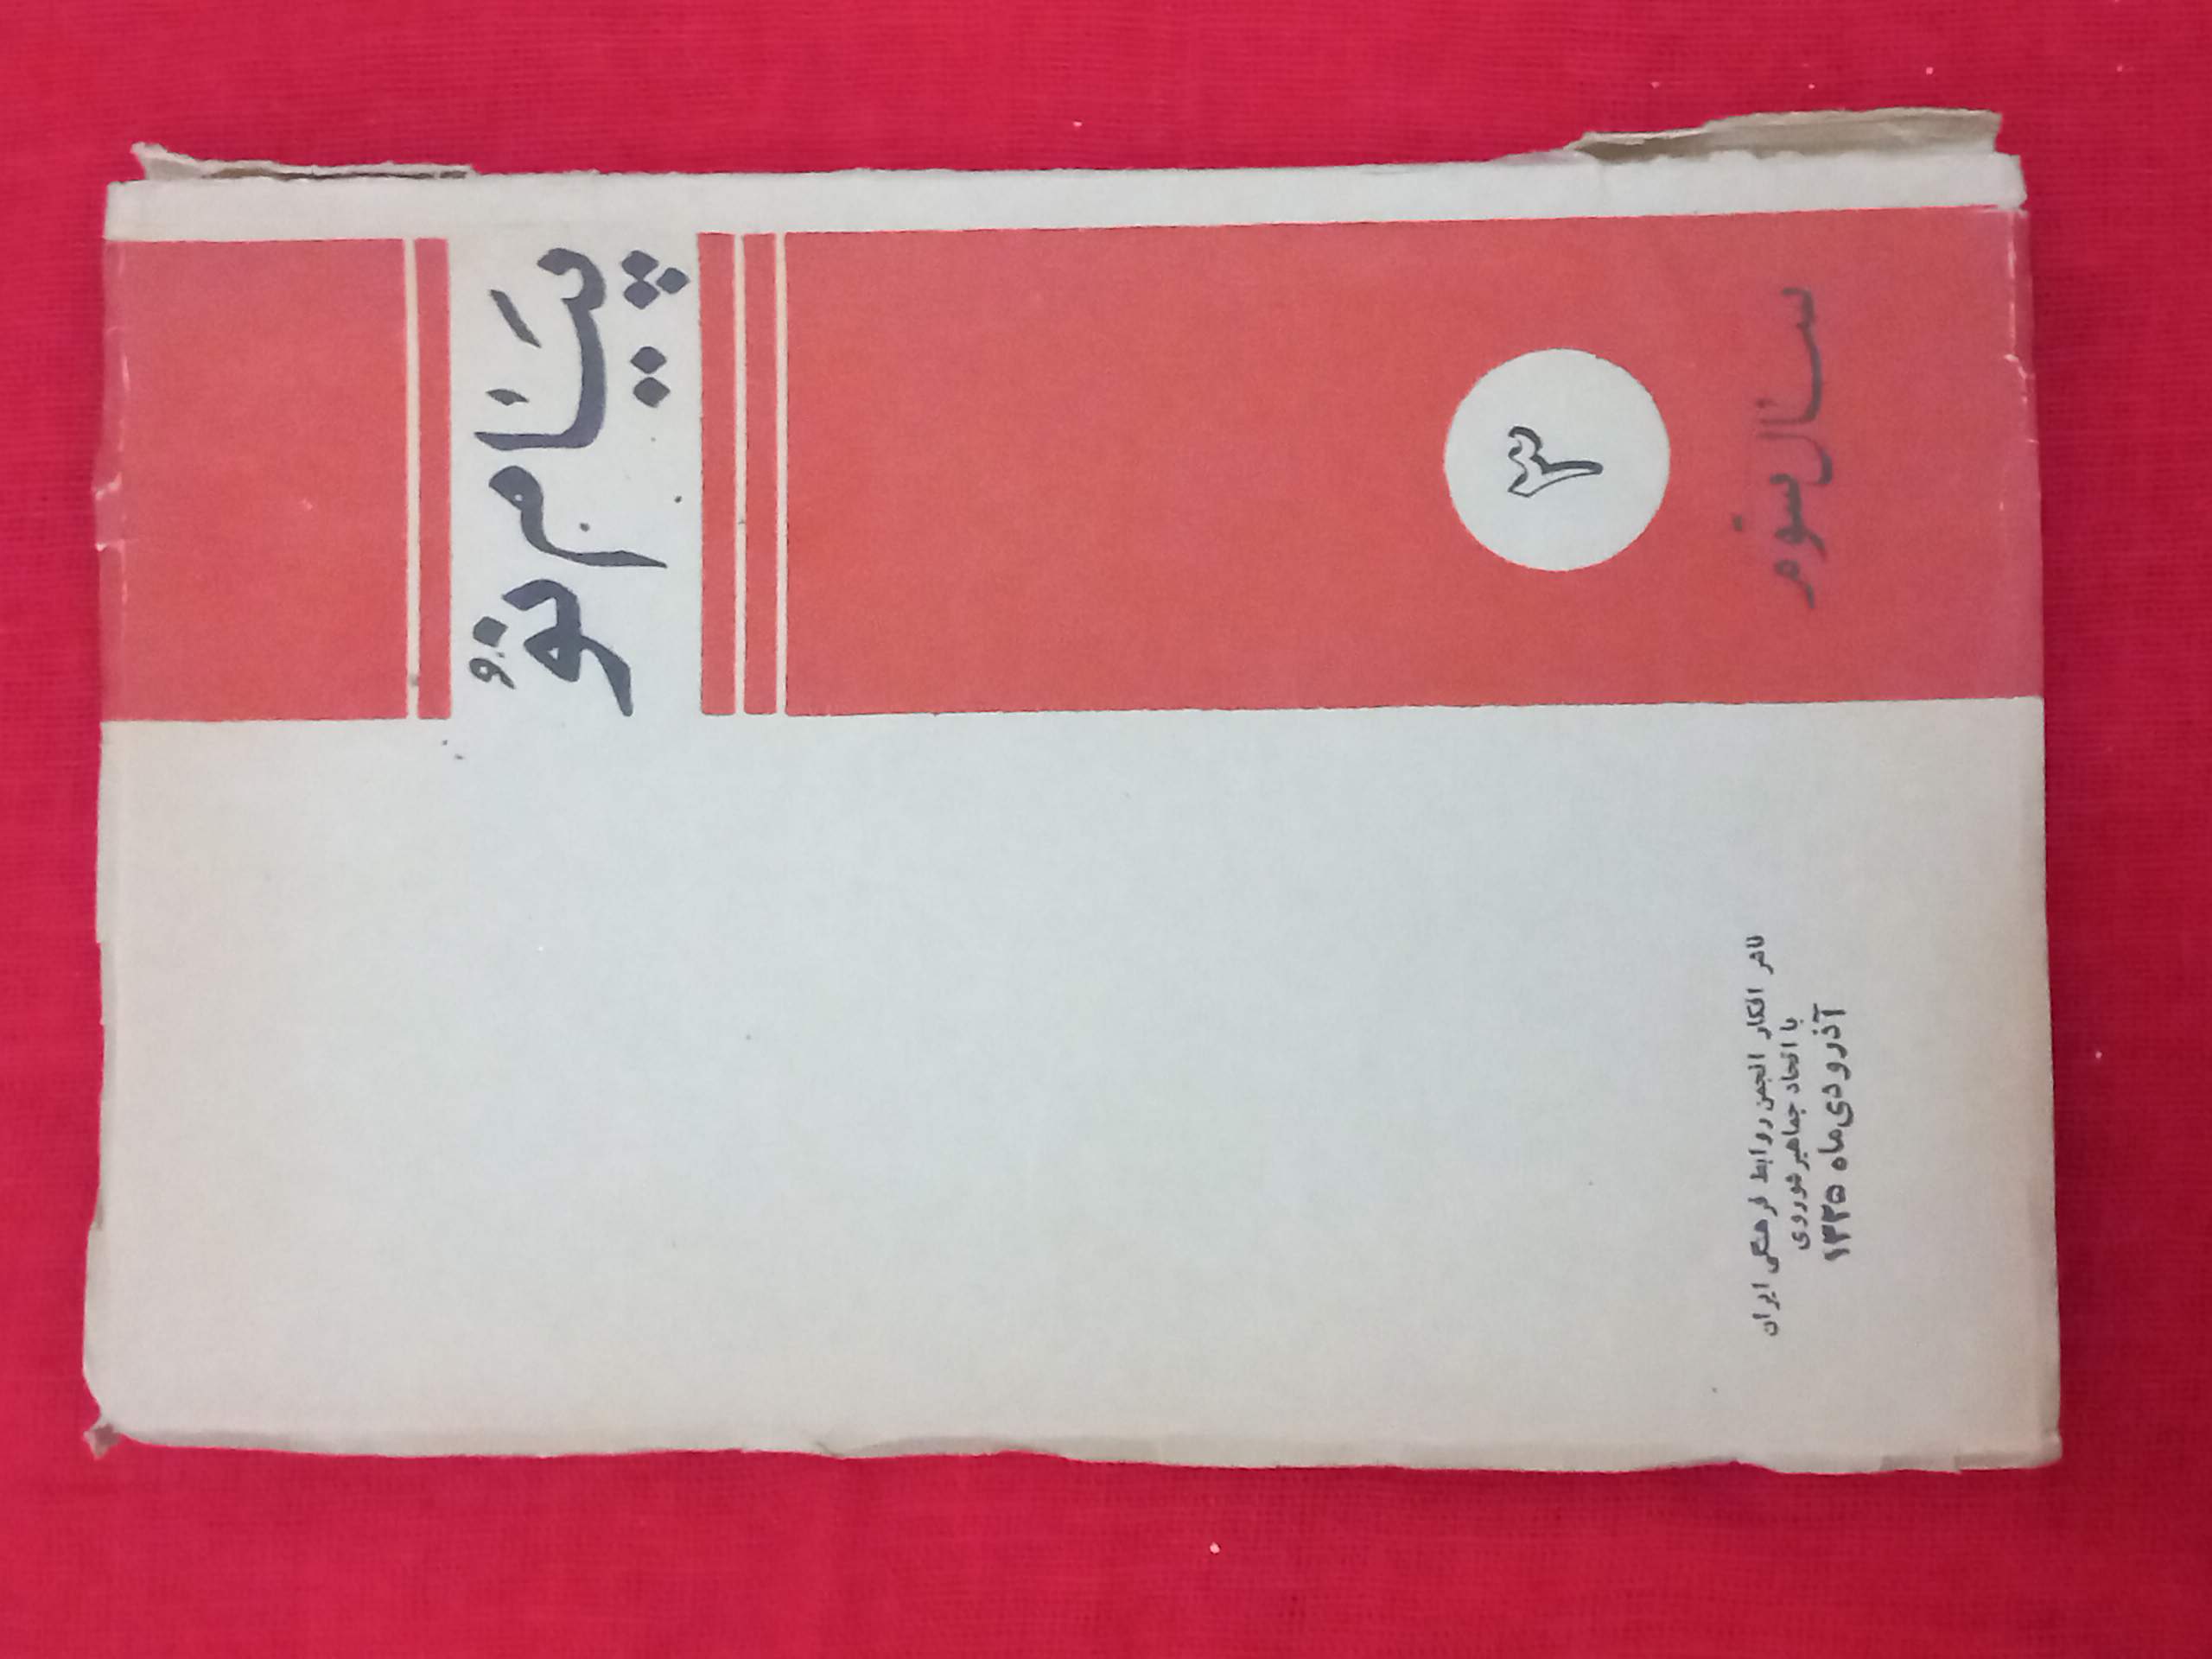 پیام نو
۳
سال سوم
ناشر افکار انجمن روابط فرهنگی ایران
با اتحاد جماهیر شوروی
آذر و دی ماه ۱۳۲۵